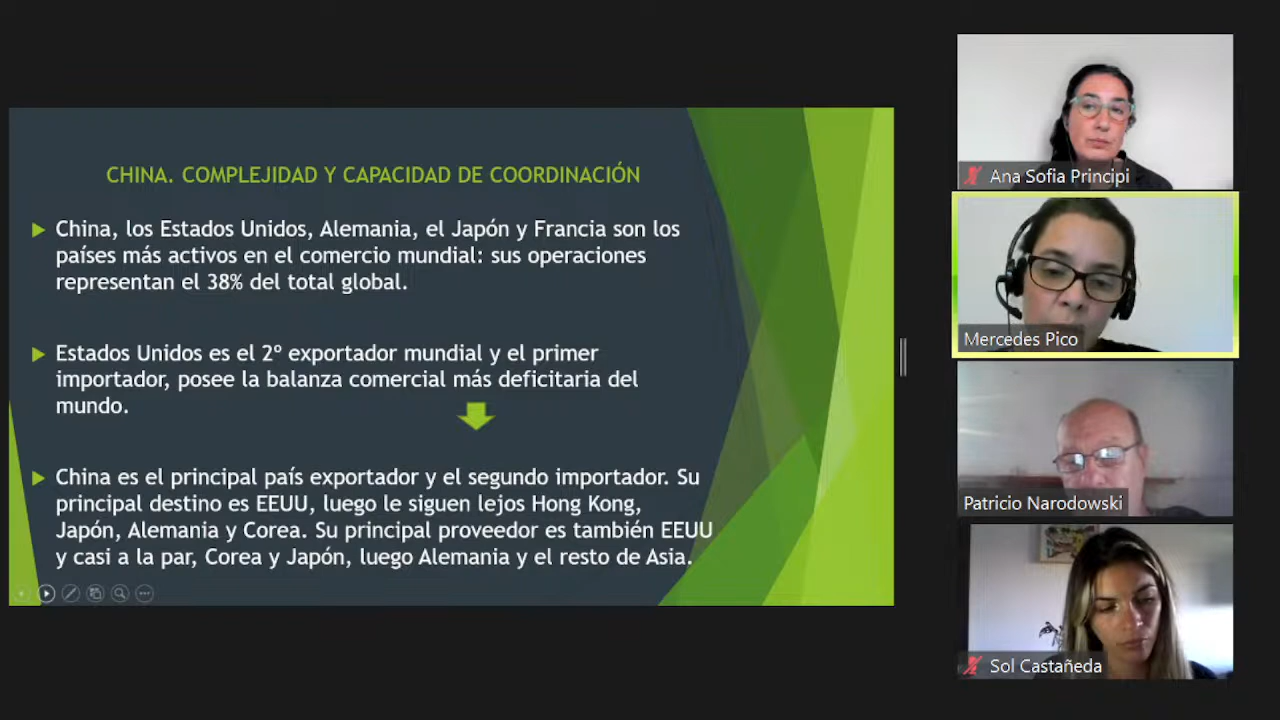 CHINA. COMPLEJIDAD Y CAPACIDAD DE COORDINACIÓN
China, los Estados Unidos, Alemania, el Japón y Francia son los
países más activos en el comercio mundial: sus operaciones
representan el 38% del total global.
Estados Unidos es el 2º exportador mundial y el primer
importador, posee la balanza comercial más deficitaria del
mundo.
China es el principal país exportador y el segundo importador. Su
principal destino es EEUU, luego le siguen lejos Hong Kong,
Japón, Alemania y Corea. Su principal proveedor es también EEUU
y casi a la par, Corea y Japón, luego Alemania y el resto de Asia.
Ana Sofia Principi
Mercedes Pico
Patricio Narodowski
Sol Castañeda